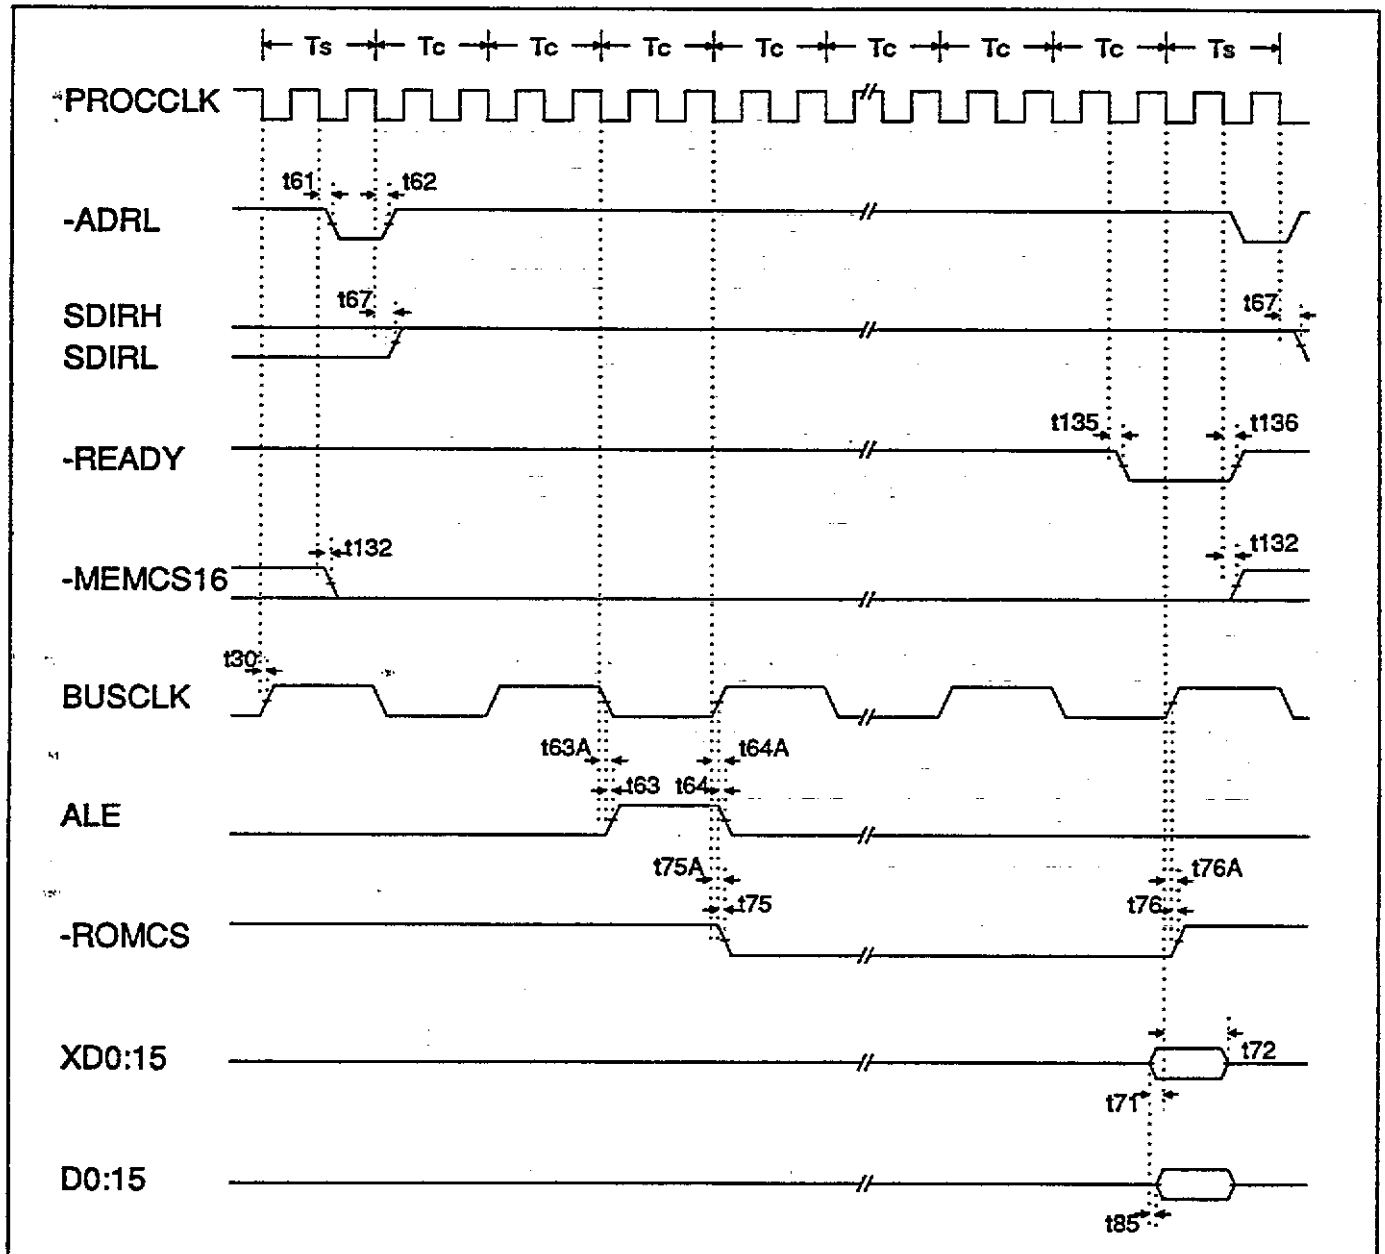 Ts Tc Tc Tc Tc Tc Tc Tc Ts
PROCCLK
t61 t62
-ADRL
t67 t67
SDIRH
SDIRL
t135 t136
-READY
t132 t132
-MEMCS16
t30
BUSCLK
t63A t64A
t63 t64
ALE
t75A t76A
t75 t76
-ROMCS
XD0:15
t72
t71
D0:15
t85